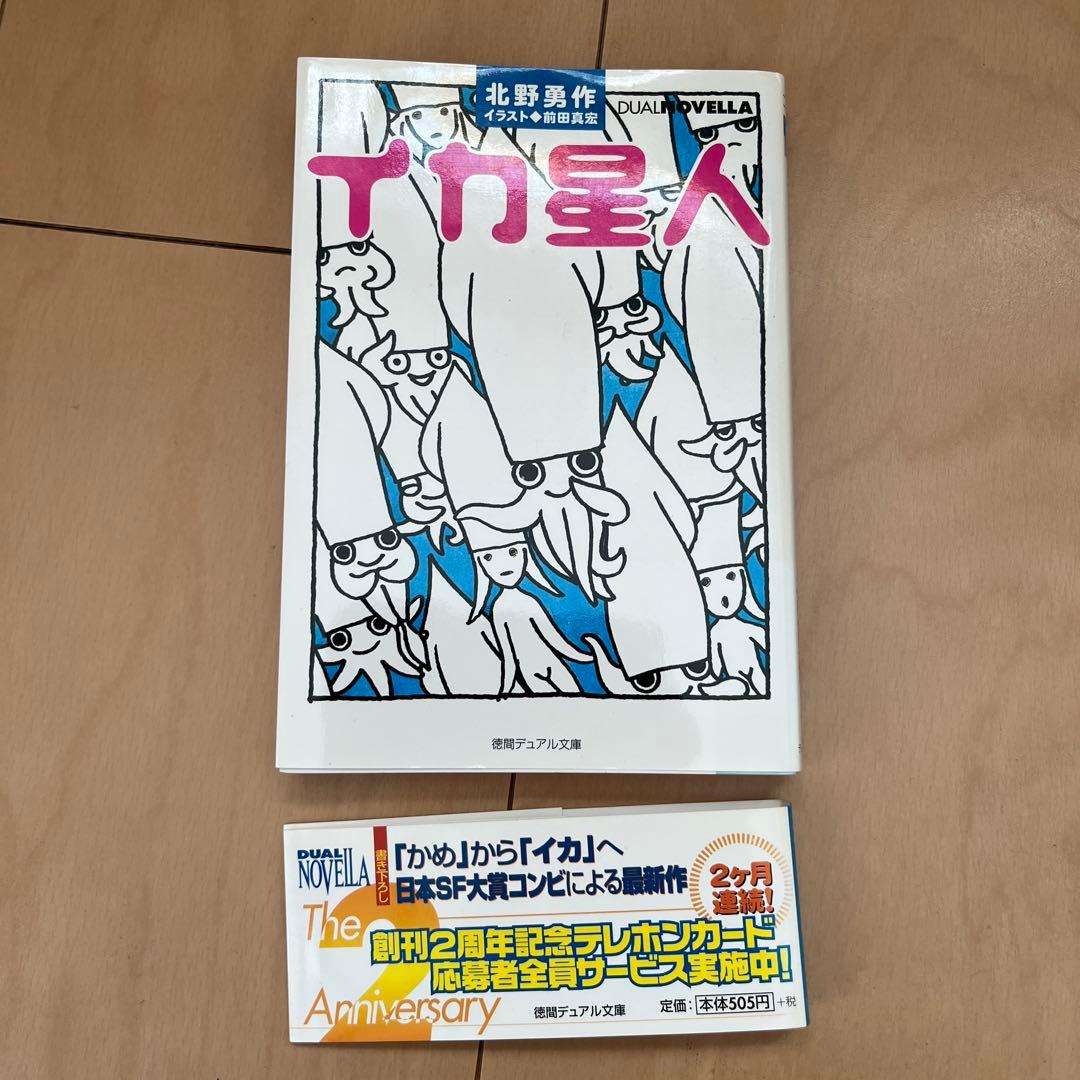 北野勇作
イラスト◆前田真宏
DUALNOVELLA
イカ星人
徳間デュアル文庫
DUAL
NOVELLA
書き下ろし
「かめ」から「イカ」へ
日本SF大賞コンビによる最新作
2ヶ月
連続!
The
2
Anniversary
創刊2周年記念テレホンカード
応募者全員サービス実施中!
徳間デュアル文庫
定価:本体505円+税